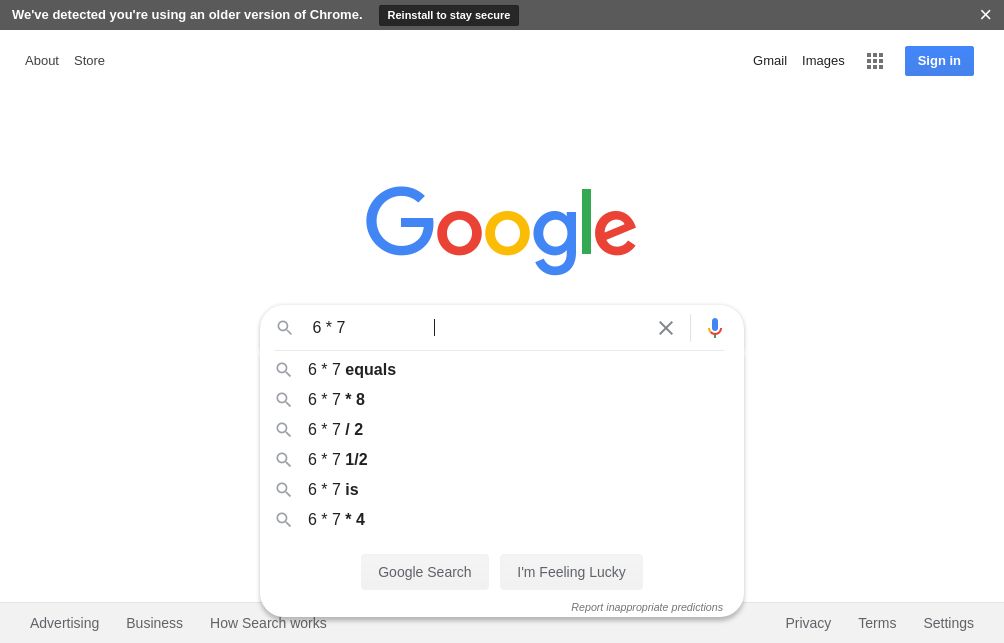 We've detected you're using an older version of Chrome. Reinstall to stay secure
About Store Gmail Images Sign in
Google
6 * 7
6 * 7 equals
6 * 7 * 8
6 * 7 / 2
6 * 7 1/2
6 * 7 is
6 * 7 * 4
Google Search I'm Feeling Lucky
Report inappropriate predictions
Advertising Business How Search works Privacy Terms Settings